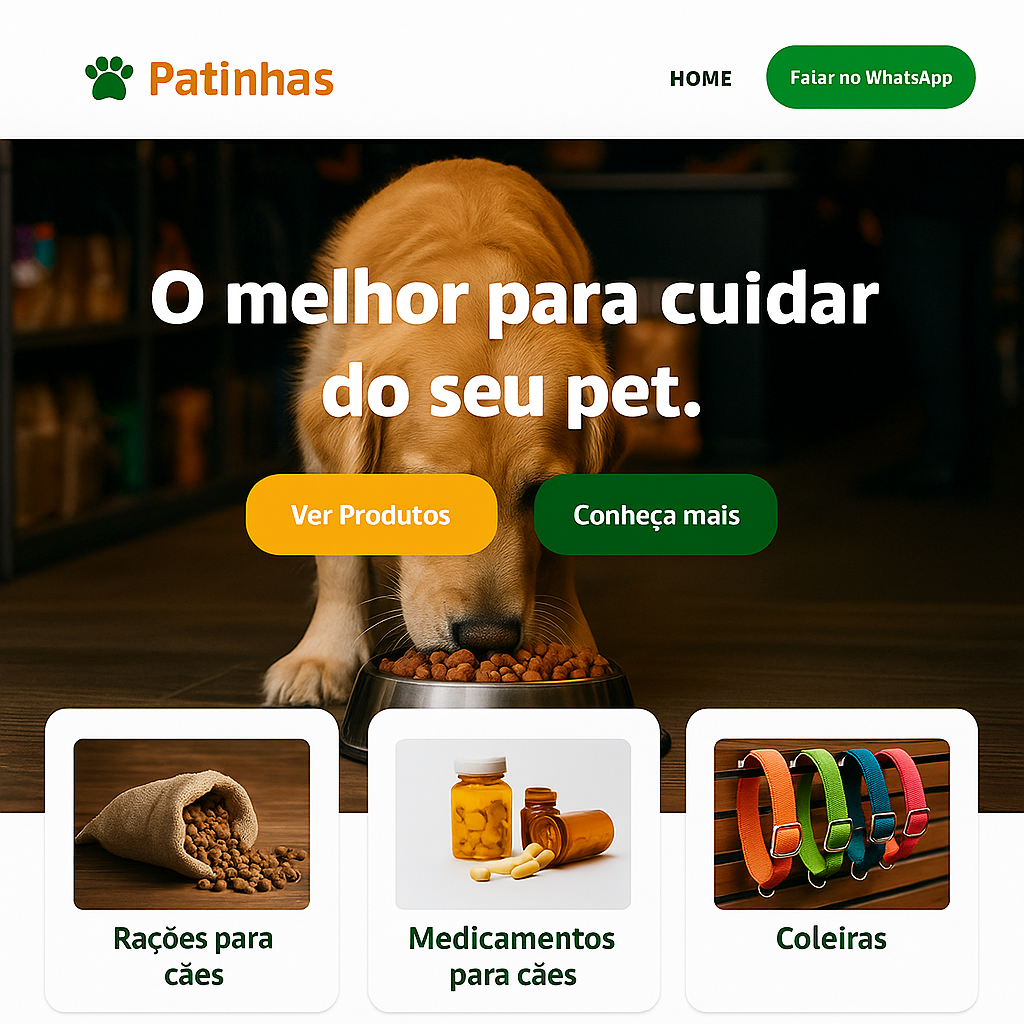 Patinhas
HOME
Falar no WhatsApp
O melhor para cuidar
do seu pet.
Ver Produtos
Conheça mais
Rações para
cães
Medicamentos
para cães
Coleiras